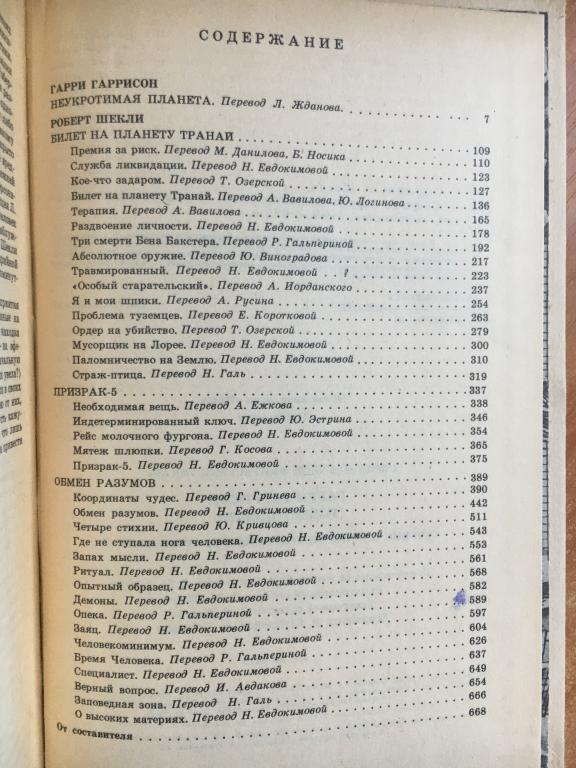 СОДЕРЖАНИЕ
ГАРРИ ГАРРИСОН
НЕУКРОТИМАЯ ПЛАНЕТА. Перевод Л. Жданова. 7
РОБЕРТ ШЕКЛИ
БИЛЕТ НА ПЛАНЕТУ ТРАНАЙ 109
Премия за риск. Перевод М. Данилова, Б. Носика 110
Служба ликвидации. Перевод Н. Евдокимовой 123
Кое-что задаром. Перевод Т. Озерской 127
Билет на планету Транай. Перевод А. Вавилова, Ю. Логинова 136
Терапия. Перевод А. Вавилова 165
Раздвоение личности. Перевод Н. Евдокимовой 178
Три смерти Бена Бакстера. Перевод Р. Гальпериной 192
Абсолютное оружие. Перевод Ю. Виноградова 217
Травмированный. Перевод Н. Евдокимовой 223
«Особый старательский». Перевод А. Иорданского 237
Я и мои шпики. Перевод А. Русина 254
Проблема туземцев. Перевод Е. Коротковой 263
Ордер на убийство. Перевод Т. Озерской 279
Мусорщик на Лорее. Перевод Н. Евдокимовой 300
Паломничество на Землю. Перевод Н. Евдокимовой 310
Страж-птица. Перевод Н. Галь 319
ПРИЗРАК-5 337
Необходимая вещь. Перевод А. Ежкова 338
Индетерминированный ключ. Перевод Ю. Эстрина 346
Рейс молочного фургона. Перевод Н. Евдокимовой 354
Мятеж шлюпки. Перевод Г. Косова 365
Призрак-5. Перевод Н. Евдокимовой 375
ОБМЕН РАЗУМОВ 389
Координаты чудес. Перевод Г. Гринева 390
Обмен разумов. Перевод Н. Евдокимовой 442
Четыре стихии. Перевод Ю. Кривцова 511
Где не ступала нога человека. Перевод Н. Евдокимовой 543
Запах мысли. Перевод Н. Евдокимовой 553
Ритуал. Перевод Н. Евдокимовой 561
Опытный образец. Перевод Н. Евдокимовой 568
Демоны. Перевод Н. Евдокимовой 582
Опека. Перевод Р. Гальпериной 589
Заяц. Перевод Н. Евдокимовой 597
Человекоминимум. Перевод Н. Евдокимовой 604
Бремя Человека. Перевод Р. Гальпериной 626
Специалист. Перевод Н. Евдокимовой 637
Верный вопрос. Перевод И. Авдакова 649
Заповедная зона. Перевод Н. Галь 654
О высоких материях. Перевод Н. Евдокимовой 666
От составителя 668